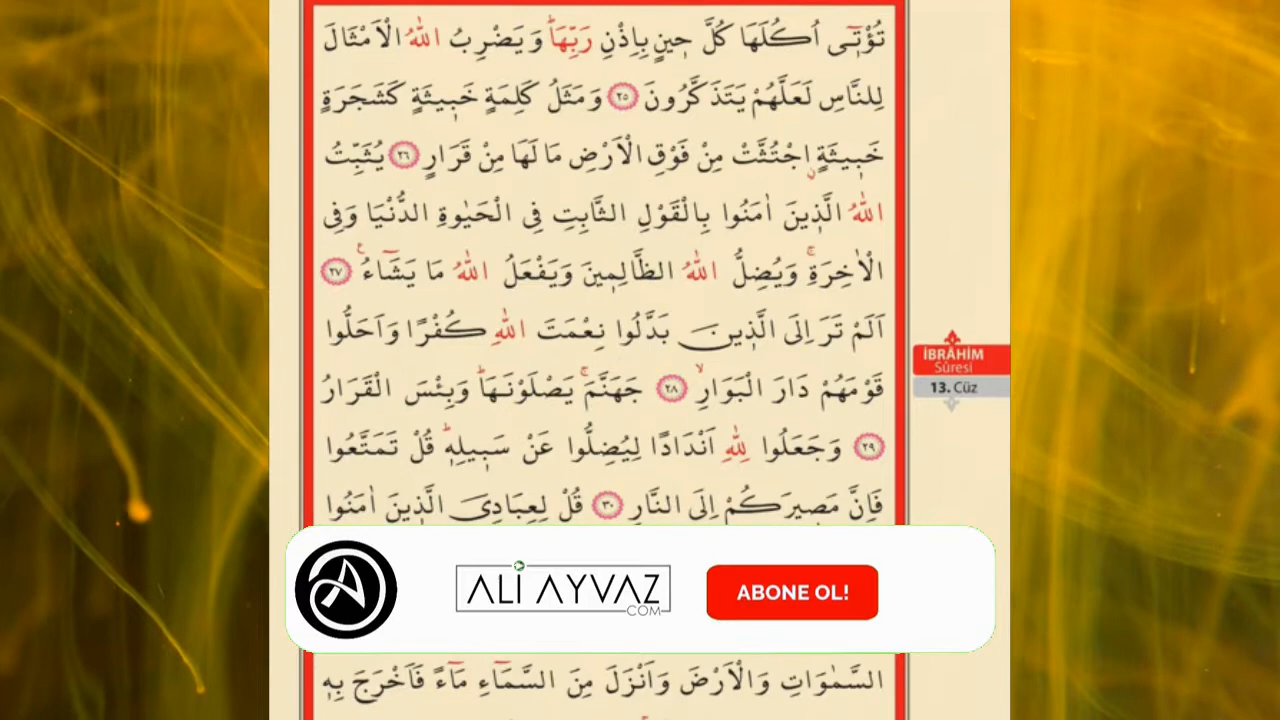 تُؤْتٖٓى اُكُلَهَا كُلَّ حٖينٍ بِاِذْنِ رَبِّهَاؕ وَيَضْرِبُ اللّٰهُ الْاَمْثَالَ
لِلنَّاسِ لَعَلَّهُمْ يَتَذَكَّرُونَ ٢٥ وَمَثَلُ كَلِمَةٍ خَبٖيثَةٍ كَشَجَرَةٍ
خَبٖيثَةٍۨ اجْتُثَّتْ مِنْ فَوْقِ الْاَرْضِ مَا لَهَا مِنْ قَرَارٍ ٢٦ يُثَبِّتُ
اللّٰهُ الَّذٖينَ اٰمَنُوا بِالْقَوْلِ الثَّابِتِ فِى الْحَيٰوةِ الدُّنْيَا وَفِى
الْاٰخِرَةِۚ وَيُضِلُّ اللّٰهُ الظَّالِمٖينَ وَيَفْعَلُ اللّٰهُ مَا يَشَٓاءُࣖ ٢٧
اَلَمْ تَرَ اِلَى الَّذٖينَ بَدَّلُوا نِعْمَتَ اللّٰهِ كُفْرًا وَاَحَلُّوا
قَوْمَهُمْ دَارَ الْبَوَارِۙ ٢٨ جَهَنَّمَۚ يَصْلَوْنَهَاؕ وَبِئْسَ الْقَرَارُ
٢٩ وَجَعَلُوا لِلّٰهِ اَنْدَادًا لِيُضِلُّوا عَنْ سَبٖيلِهٖؕ قُلْ تَمَتَّعُوا
فَاِنَّ مَصٖيرَكُمْ اِلَى النَّارِ ٣٠ قُلْ لِعِبَادِىَ الَّذٖينَ اٰمَنُوا
السَّمٰوَاتِ وَالْاَرْضَ وَاَنْزَلَ مِنَ السَّمَٓاءِ مَٓاءً فَاَخْرَجَ بِهٖ
İBRÂHİM
Sûresi
13. Cüz
ALİ AYVAZ
.COM
ABONE OL!